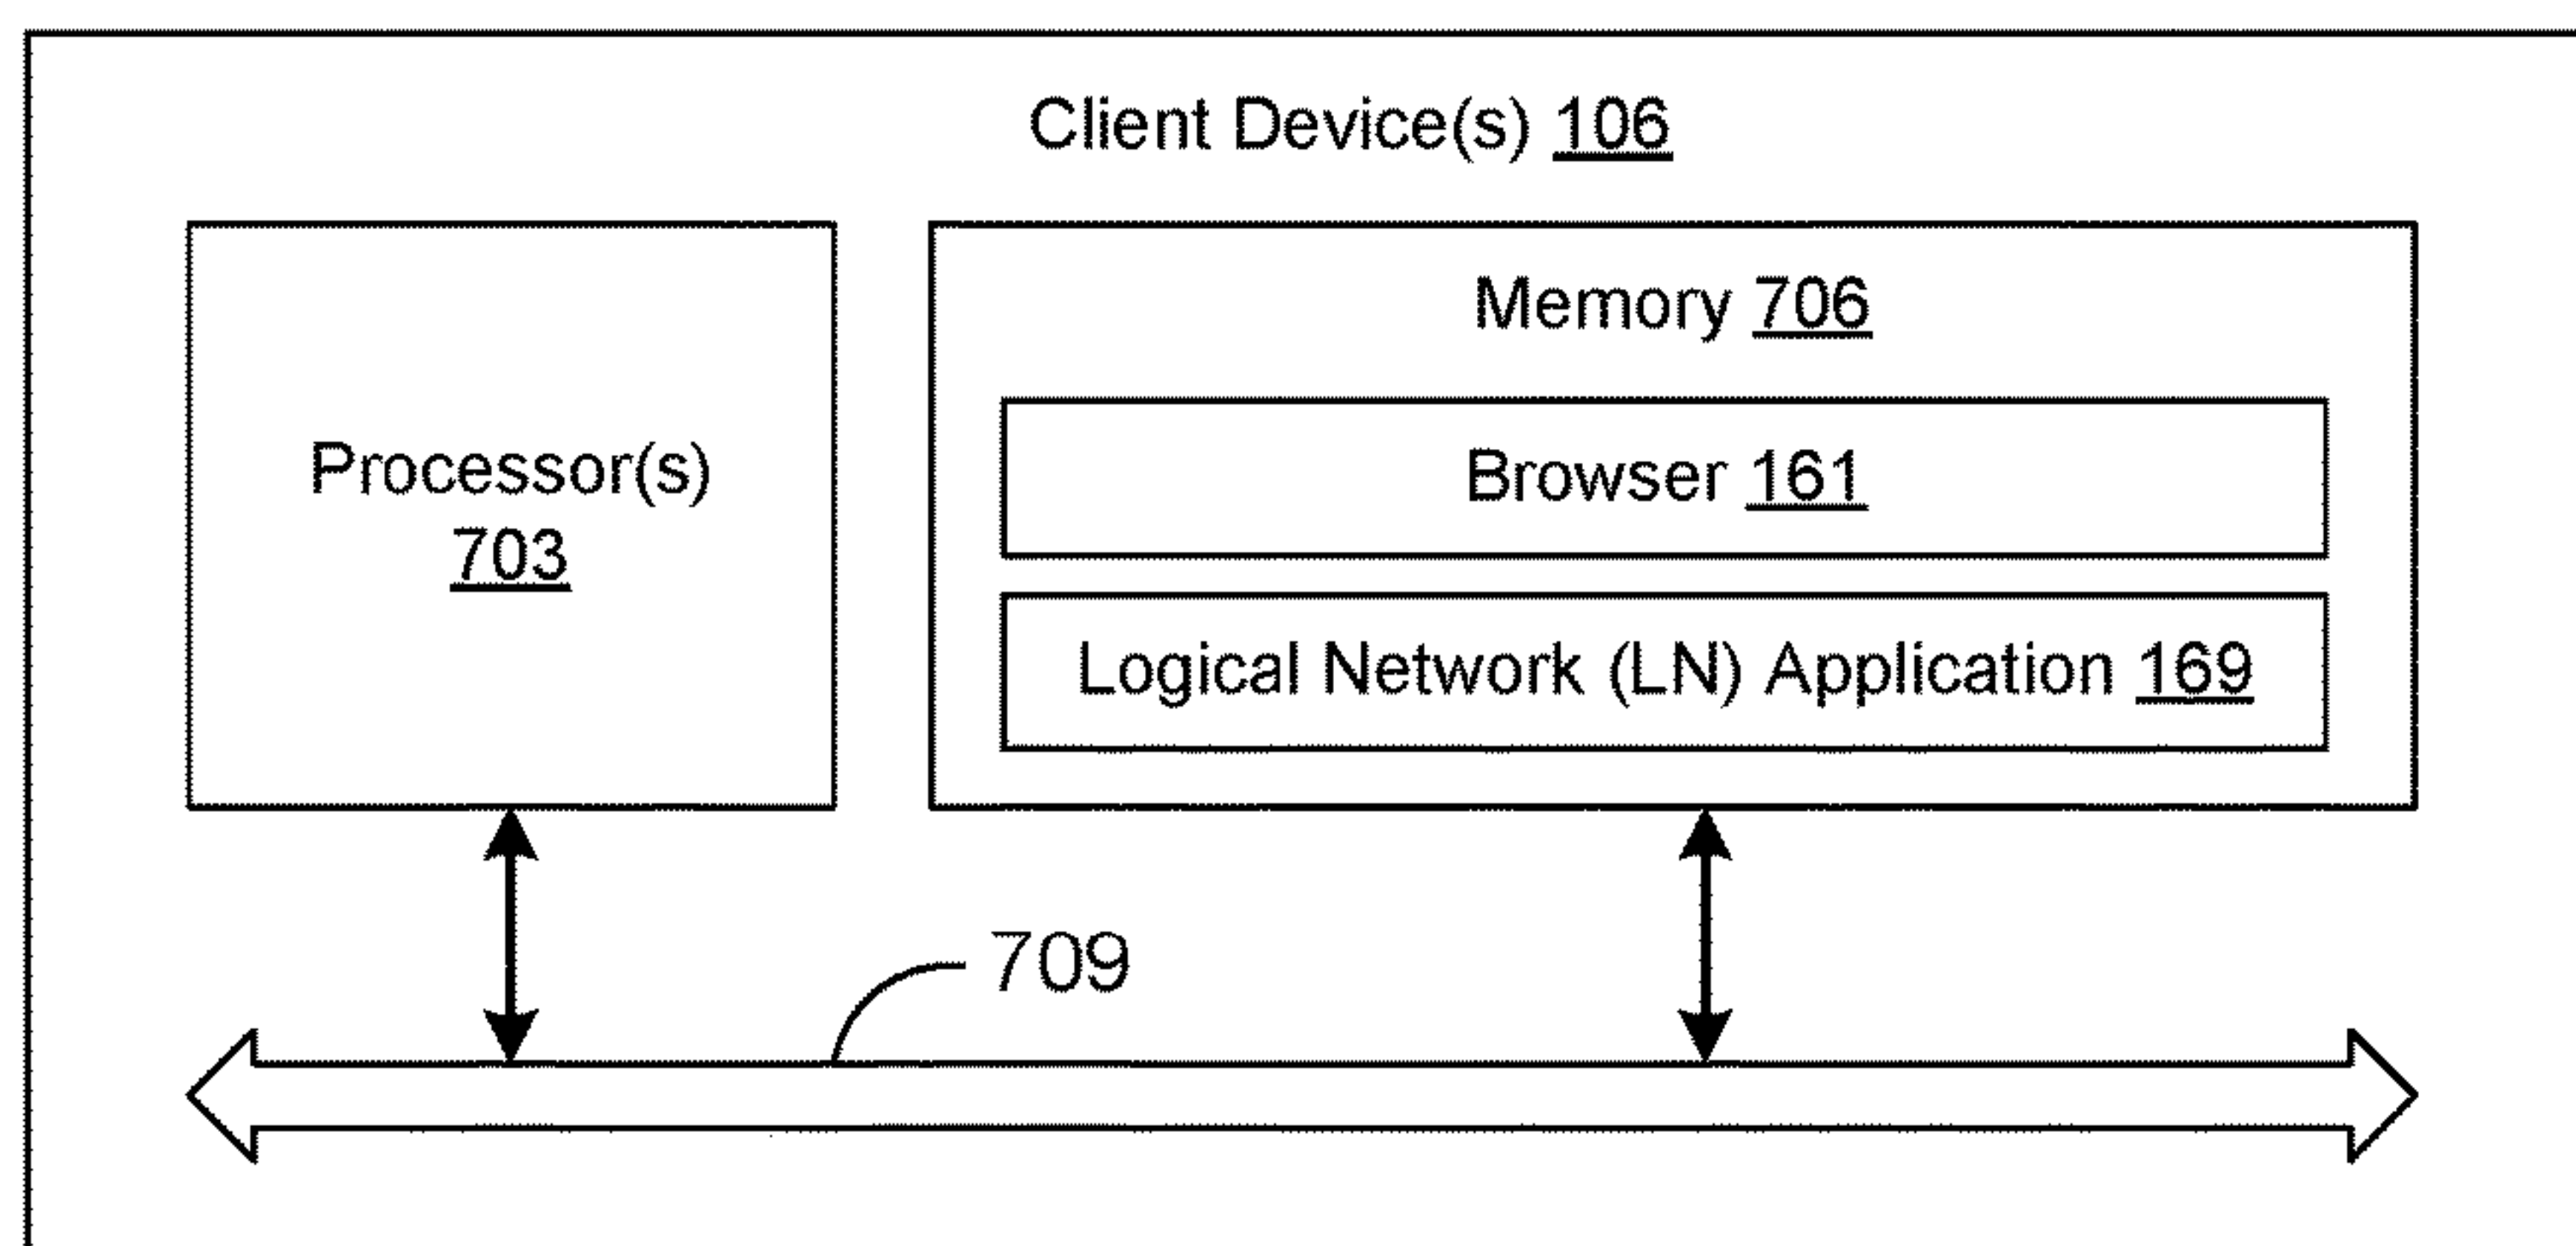 Client Device(s) 106
Processor(s)
703
Memory 706
Browser 161
Logical Network (LN) Application 169
709